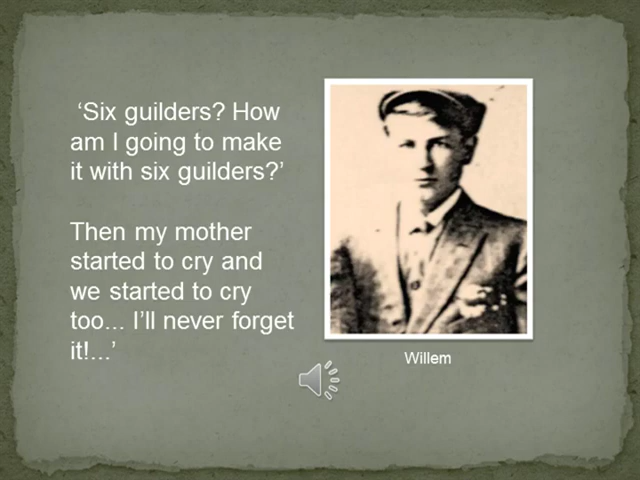 ‘Six guilders? How
am I going to make
it with six guilders?’
Then my mother
started to cry and
we started to cry
too... I’ll never forget
it!...’
Willem